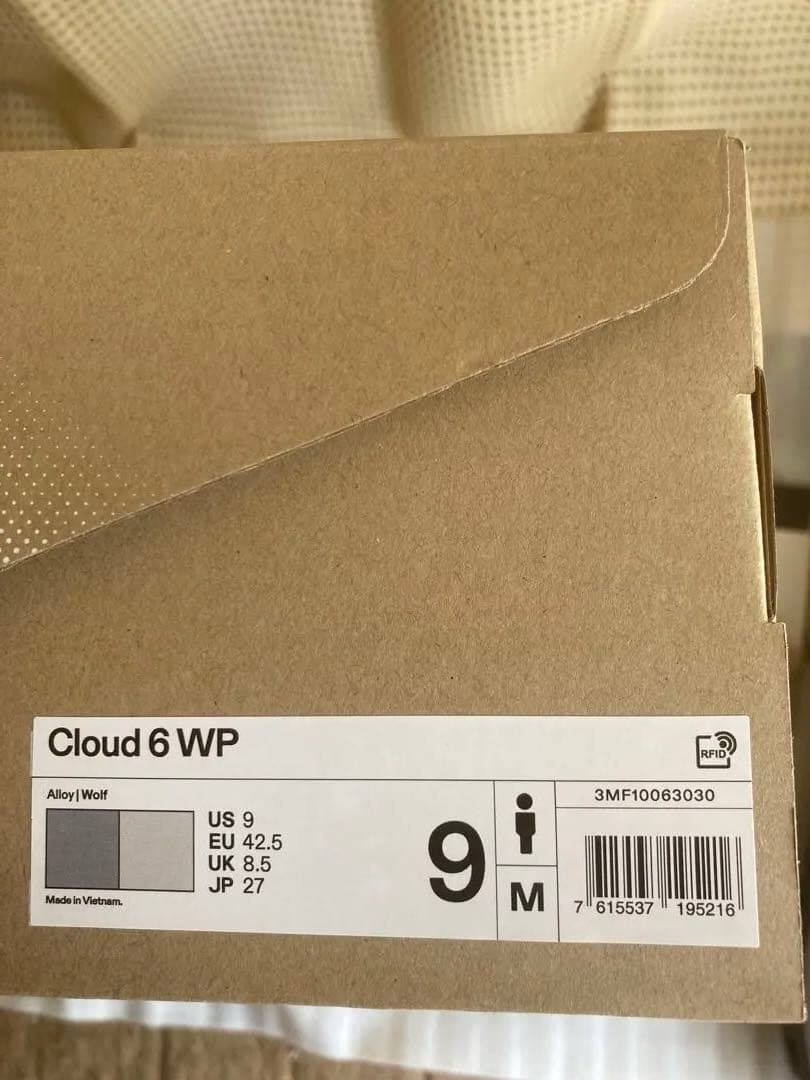 Cloud 6 WP
RFID
Alloy | Wolf
US 9
EU 42.5
UK 8.5
JP 27
Made in Vietnam.
9
M
3MF10063030
7 615537 195216